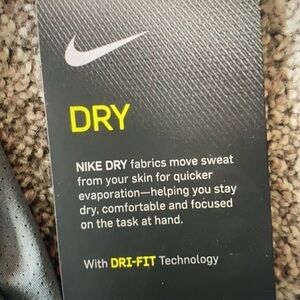 DRY
NIKE DRY fabrics move sweat
from your skin for quicker
evaporation—helping you stay
dry, comfortable and focused
on the task at hand.
With DRI-FIT Technology